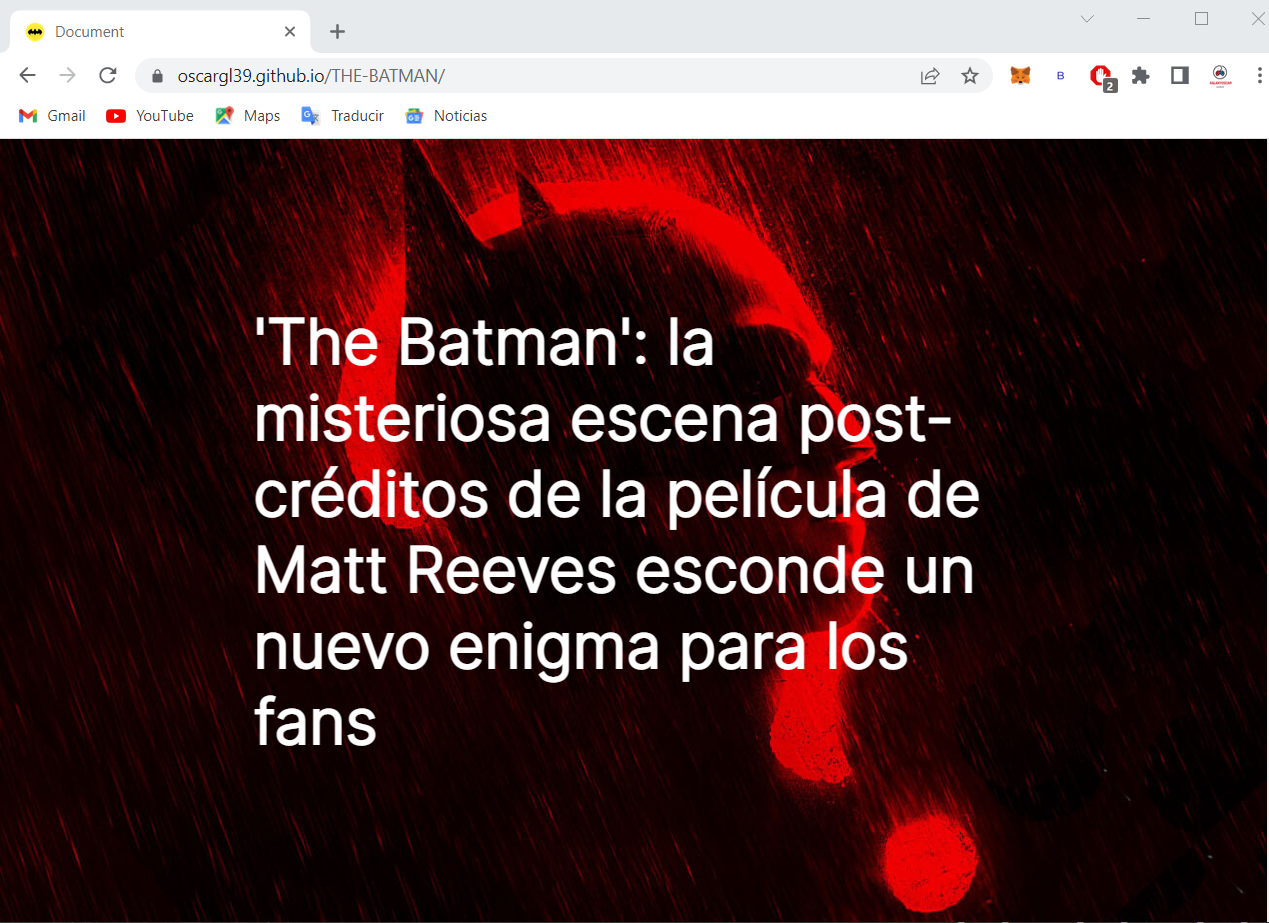 Document
oscargl39.github.io/THE-BATMAN/
B
2
Gmail
YouTube
Maps
Traducir
Noticias
'The Batman': la
misteriosa escena post-
créditos de la película de
Matt Reeves esconde un
nuevo enigma para los
fans